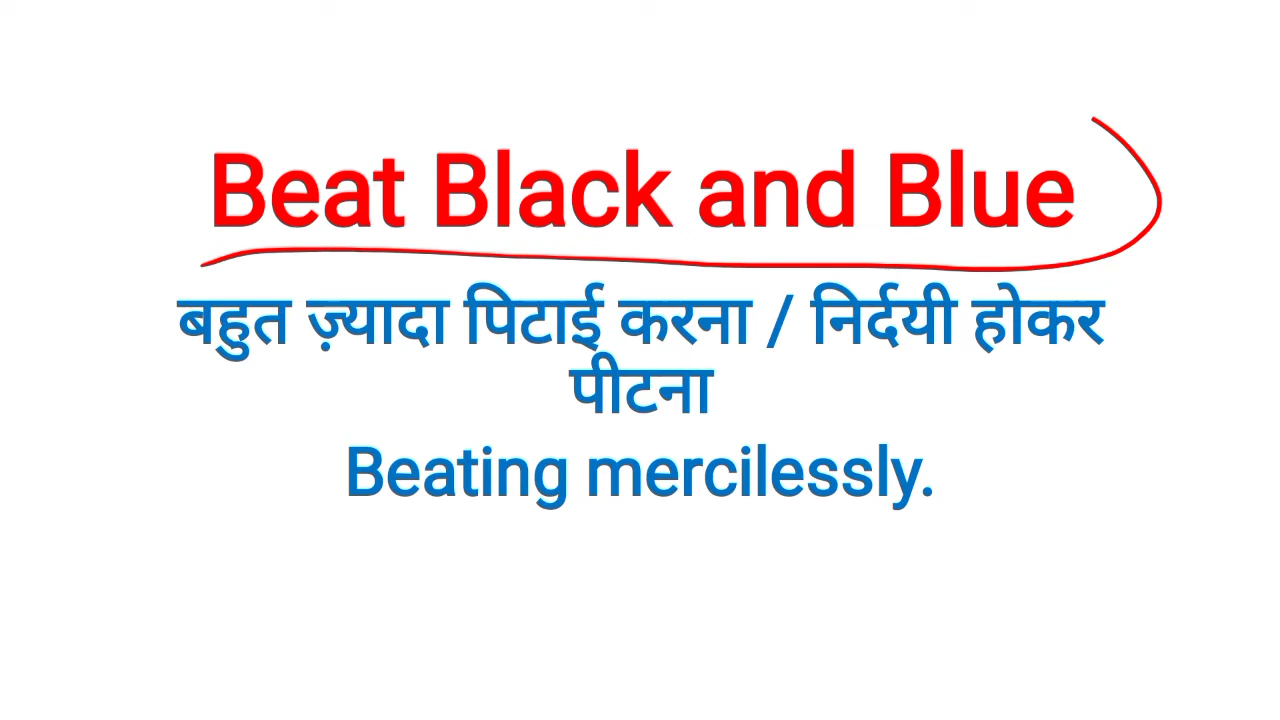 Beat Black and Blue
बहुत ज़्यादा पिटाई करना / निर्दयी होकर
पीटना
Beating mercilessly.